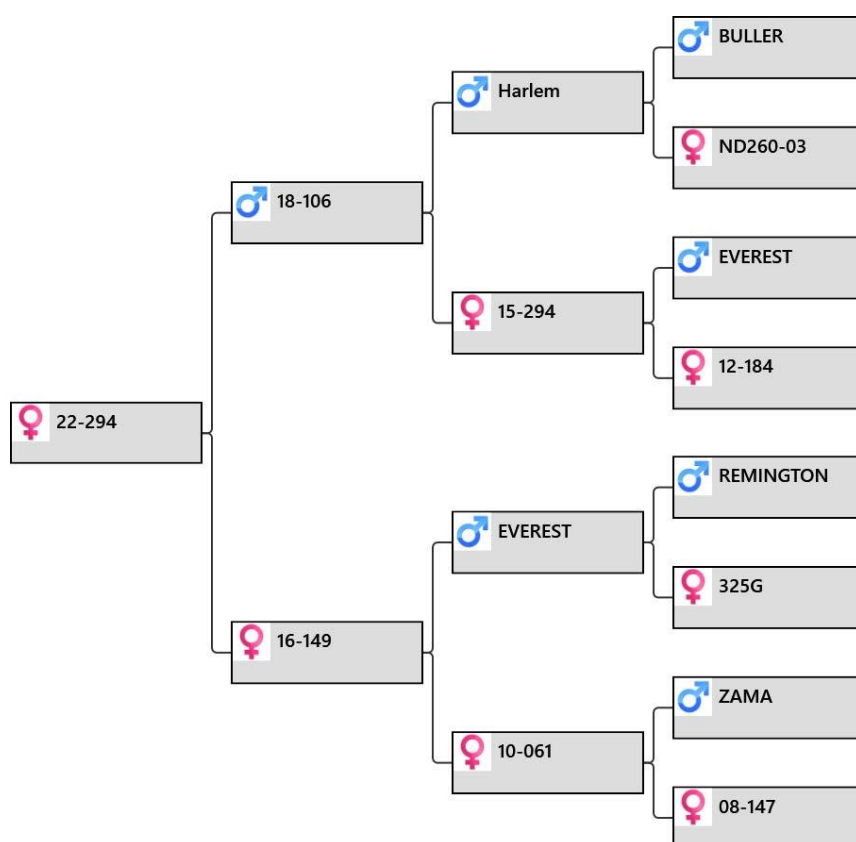 BULLER
Harlem
ND260-03
18-106
EVEREST
15-294
12-184
22-294
REMINGTON
EVEREST
325G
16-149
ZAMA
10-061
08-147